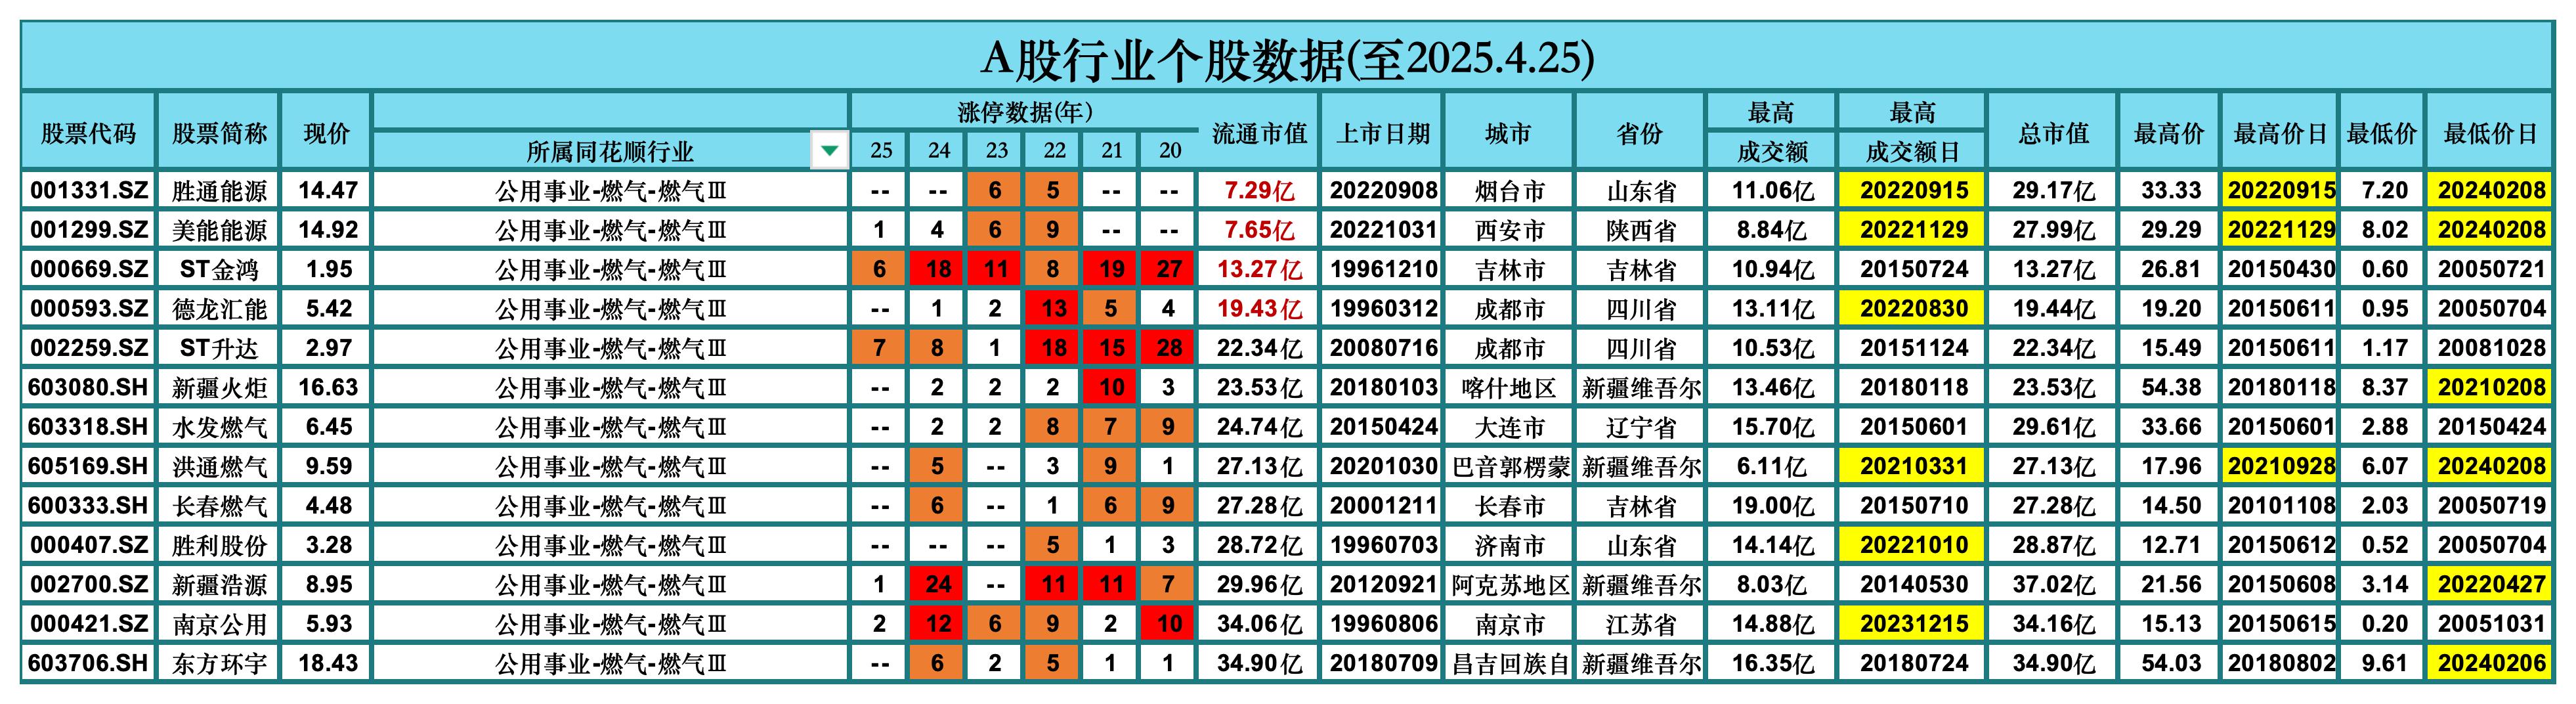 A股行业个股数据(至2025.4.25)
股票代码 股票简称 现价 所属同花顺行业 涨停数据(年) 流通市值 上市日期 城市 省份 最高成交额 最高成交额日 总市值 最高价 最高价日 最低价 最低价日
25 24 23 22 21 20
001331.SZ 胜通能源 14.47 公用事业-燃气-燃气Ⅲ -- -- 6 5 -- -- 7.29亿 20220908 烟台市 山东省 11.06亿 20220915 29.17亿 33.33 20220915 7.20 20240208
001299.SZ 美能能源 14.92 公用事业-燃气-燃气Ⅲ 1 4 6 9 -- -- 7.65亿 20221031 西安市 陕西省 8.84亿 20221129 27.99亿 29.29 20221129 8.02 20240208
000669.SZ ST金鸿 1.95 公用事业-燃气-燃气Ⅲ 6 18 11 8 19 27 13.27亿 19961210 吉林市 吉林省 10.94亿 20150724 13.27亿 26.81 20150430 0.60 20050721
000593.SZ 德龙汇能 5.42 公用事业-燃气-燃气Ⅲ -- 1 2 13 5 4 19.43亿 19960312 成都市 四川省 13.11亿 20220830 19.44亿 19.20 20150611 0.95 20050704
002259.SZ ST升达 2.97 公用事业-燃气-燃气Ⅲ 7 8 1 18 15 28 22.34亿 20080716 成都市 四川省 10.53亿 20151124 22.34亿 15.49 20150611 1.17 20081028
603080.SH 新疆火炬 16.63 公用事业-燃气-燃气Ⅲ -- 2 2 2 10 3 23.53亿 20180103 喀什地区 新疆维吾尔 13.46亿 20180118 23.53亿 54.38 20180118 8.37 20210208
603318.SH 水发燃气 6.45 公用事业-燃气-燃气Ⅲ -- 2 2 8 7 9 24.74亿 20150424 大连市 辽宁省 15.70亿 20150601 29.61亿 33.66 20150601 2.88 20150424
605169.SH 洪通燃气 9.59 公用事业-燃气-燃气Ⅲ -- 5 -- 3 9 1 27.13亿 20201030 巴音郭楞蒙 新疆维吾尔 6.11亿 20210331 27.13亿 17.96 20210928 6.07 20240208
600333.SH 长春燃气 4.48 公用事业-燃气-燃气Ⅲ -- 6 -- 1 6 9 27.28亿 20001211 长春市 吉林省 19.00亿 20150710 27.28亿 14.50 20101108 2.03 20050719
000407.SZ 胜利股份 3.28 公用事业-燃气-燃气Ⅲ -- -- -- 5 1 3 28.72亿 19960703 济南市 山东省 14.14亿 20221010 28.87亿 12.71 20150612 0.52 20050704
002700.SZ 新疆浩源 8.95 公用事业-燃气-燃气Ⅲ 1 24 -- 11 11 7 29.96亿 20120921 阿克苏地区 新疆维吾尔 8.03亿 20140530 37.02亿 21.56 20150608 3.14 20220427
000421.SZ 南京公用 5.93 公用事业-燃气-燃气Ⅲ 2 12 6 9 2 10 34.06亿 19960806 南京市 江苏省 14.88亿 20231215 34.16亿 15.13 20150615 0.20 20051031
603706.SH 东方环宇 18.43 公用事业-燃气-燃气Ⅲ -- 6 2 5 1 1 34.90亿 20180709 昌吉回族自 新疆维吾尔 16.35亿 20180724 34.90亿 54.03 20180802 9.61 20240206